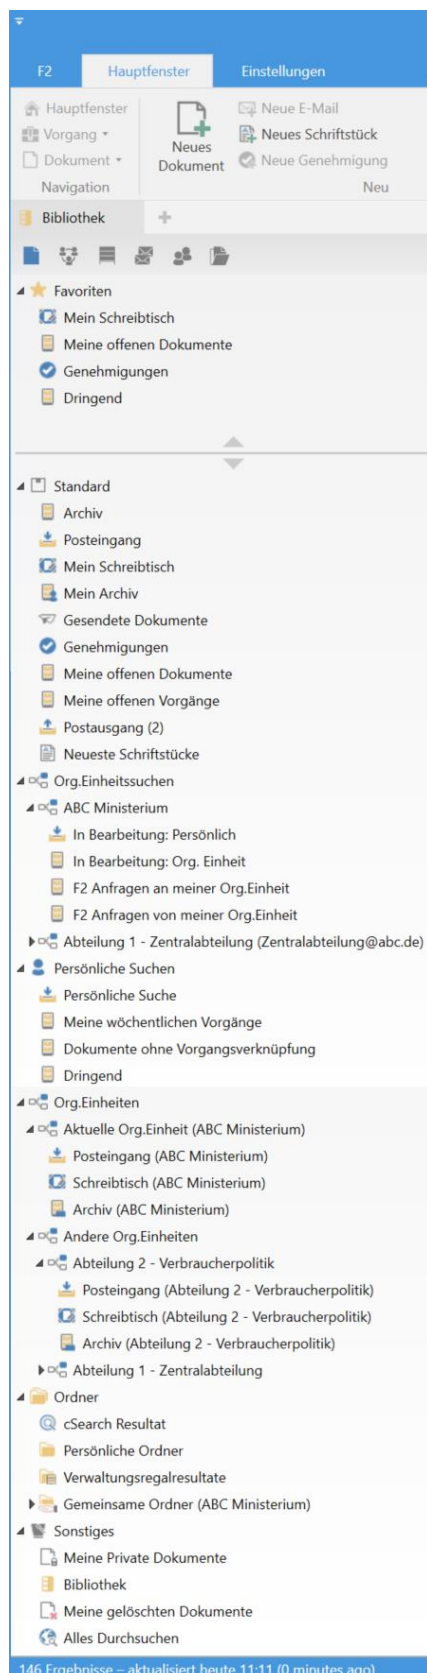 F2 Hauptfenster Einstellungen
Hauptfenster
Vorgang
Dokument
Navigation
Neues
Dokument
Neue E-Mail
Neues Schriftstück
Neue Genehmigung
Neu
Bibliothek +
Favoriten
Mein Schreibtisch
Meine offenen Dokumente
Genehmigungen
Dringend
Standard
Archiv
Posteingang
Mein Schreibtisch
Mein Archiv
Gesendete Dokumente
Genehmigungen
Meine offenen Dokumente
Meine offenen Vorgänge
Postausgang (2)
Neueste Schriftstücke
Org.Einheitssuchen
ABC Ministerium
In Bearbeitung: Persönlich
In Bearbeitung: Org. Einheit
F2 Anfragen an meiner Org.Einheit
F2 Anfragen von meiner Org.Einheit
Abteilung 1 - Zentralabteilung (Zentralabteilung@abc.de)
Persönliche Suchen
Persönliche Suche
Meine wöchentlichen Vorgänge
Dokumente ohne Vorgangsverknüpfung
Dringend
Org.Einheiten
Aktuelle Org.Einheit (ABC Ministerium)
Posteingang (ABC Ministerium)
Schreibtisch (ABC Ministerium)
Archiv (ABC Ministerium)
Andere Org.Einheiten
Abteilung 2 - Verbraucherpolitik
Posteingang (Abteilung 2 - Verbraucherpolitik)
Schreibtisch (Abteilung 2 - Verbraucherpolitik)
Archiv (Abteilung 2 - Verbraucherpolitik)
Abteilung 1 - Zentralabteilung
Ordner
cSearch Resultat
Persönliche Ordner
Verwaltungsregalresultate
Gemeinsame Ordner (ABC Ministerium)
Sonstiges
Meine Private Dokumente
Bibliothek
Meine gelöschten Dokumente
Alles Durchsuchen
146 Ergebnisse – aktualisiert heute 11:11 (0 minutes ago)